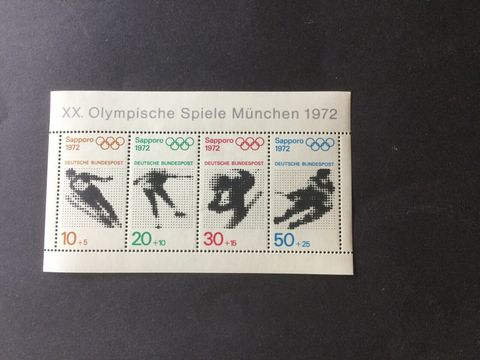 XX. Olympische Spiele München 1972
Sapporo
1972
DEUTSCHE BUNDESPOST
10+5
Sapporo
1972
DEUTSCHE BUNDESPOST
20+10
Sapporo
1972
DEUTSCHE BUNDESPOST
30+15
Sapporo
1972
DEUTSCHE BUNDESPOST
50+25